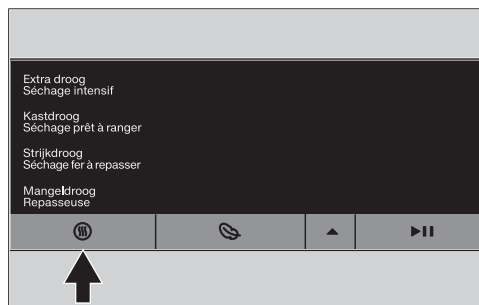 Extra droog
Séchage intensif
Kastdroog
Séchage prêt à ranger
Strijkdroog
Séchage fer à repasser
Mangeldroog
Repasseuse